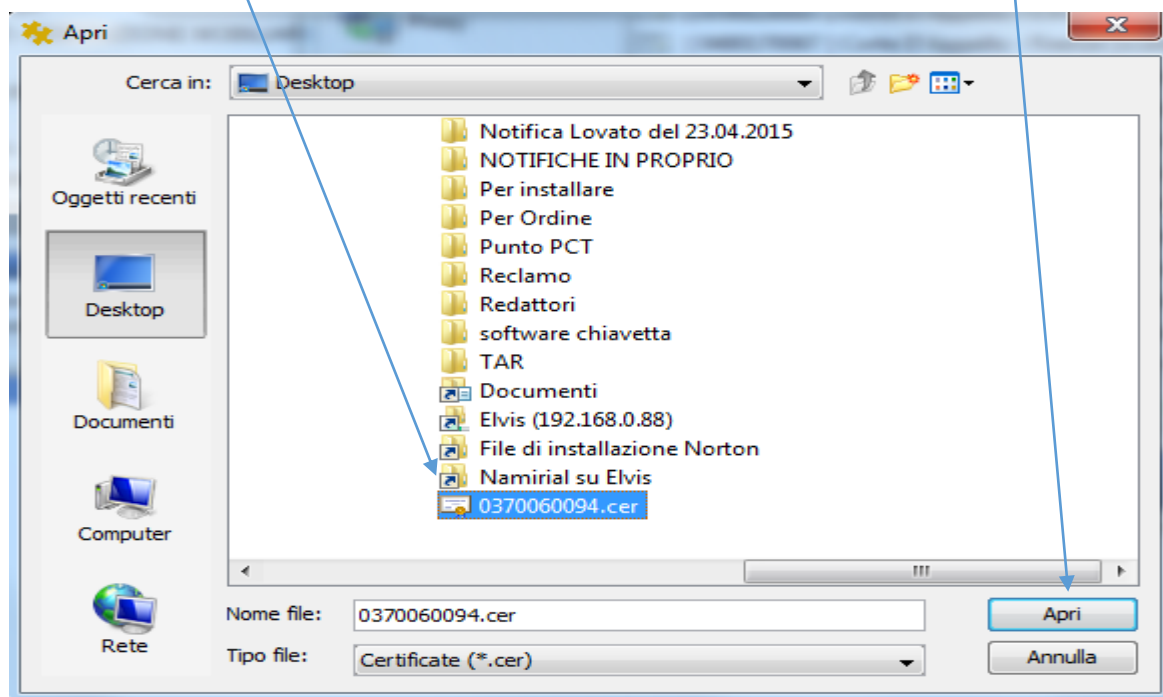 Apri
Cerca in:
Desktop
Oggetti recenti
Desktop
Documenti
Computer
Rete
Notifica Lovato del 23.04.2015
NOTIFICHE IN PROPRIO
Per installare
Per Ordine
Punto PCT
Reclamo
Redattori
software chiavetta
TAR
Documenti
Elvis (192.168.0.88)
File di installazione Norton
Namirial su Elvis
0370060094.cer
Nome file:
0370060094.cer
Apri
Tipo file:
Certificate (*.cer)
Annulla